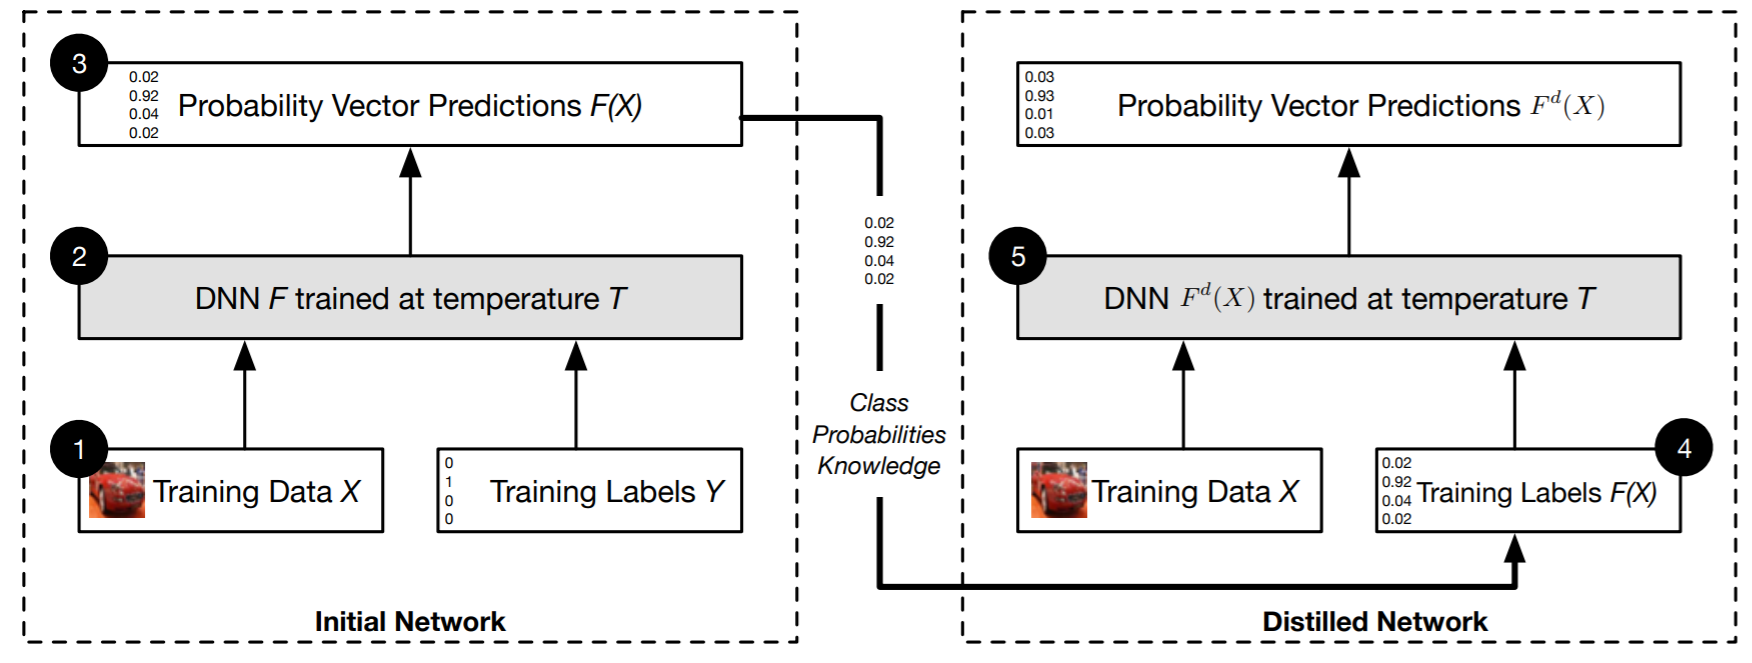 3
0.02
0.92
0.04
0.02
Probability Vector Predictions F(X)
2
DNN F trained at temperature T
1
Training Data X
0
1
0
0
Training Labels Y
Initial Network
0.02
0.92
0.04
0.02
Class
Probabilities
Knowledge
0.03
0.93
0.01
0.03
Probability Vector Predictions F^d(X)
5
DNN F^d(X) trained at temperature T
Training Data X
4
0.02
0.92
0.04
0.02
Training Labels F(X)
Distilled Network